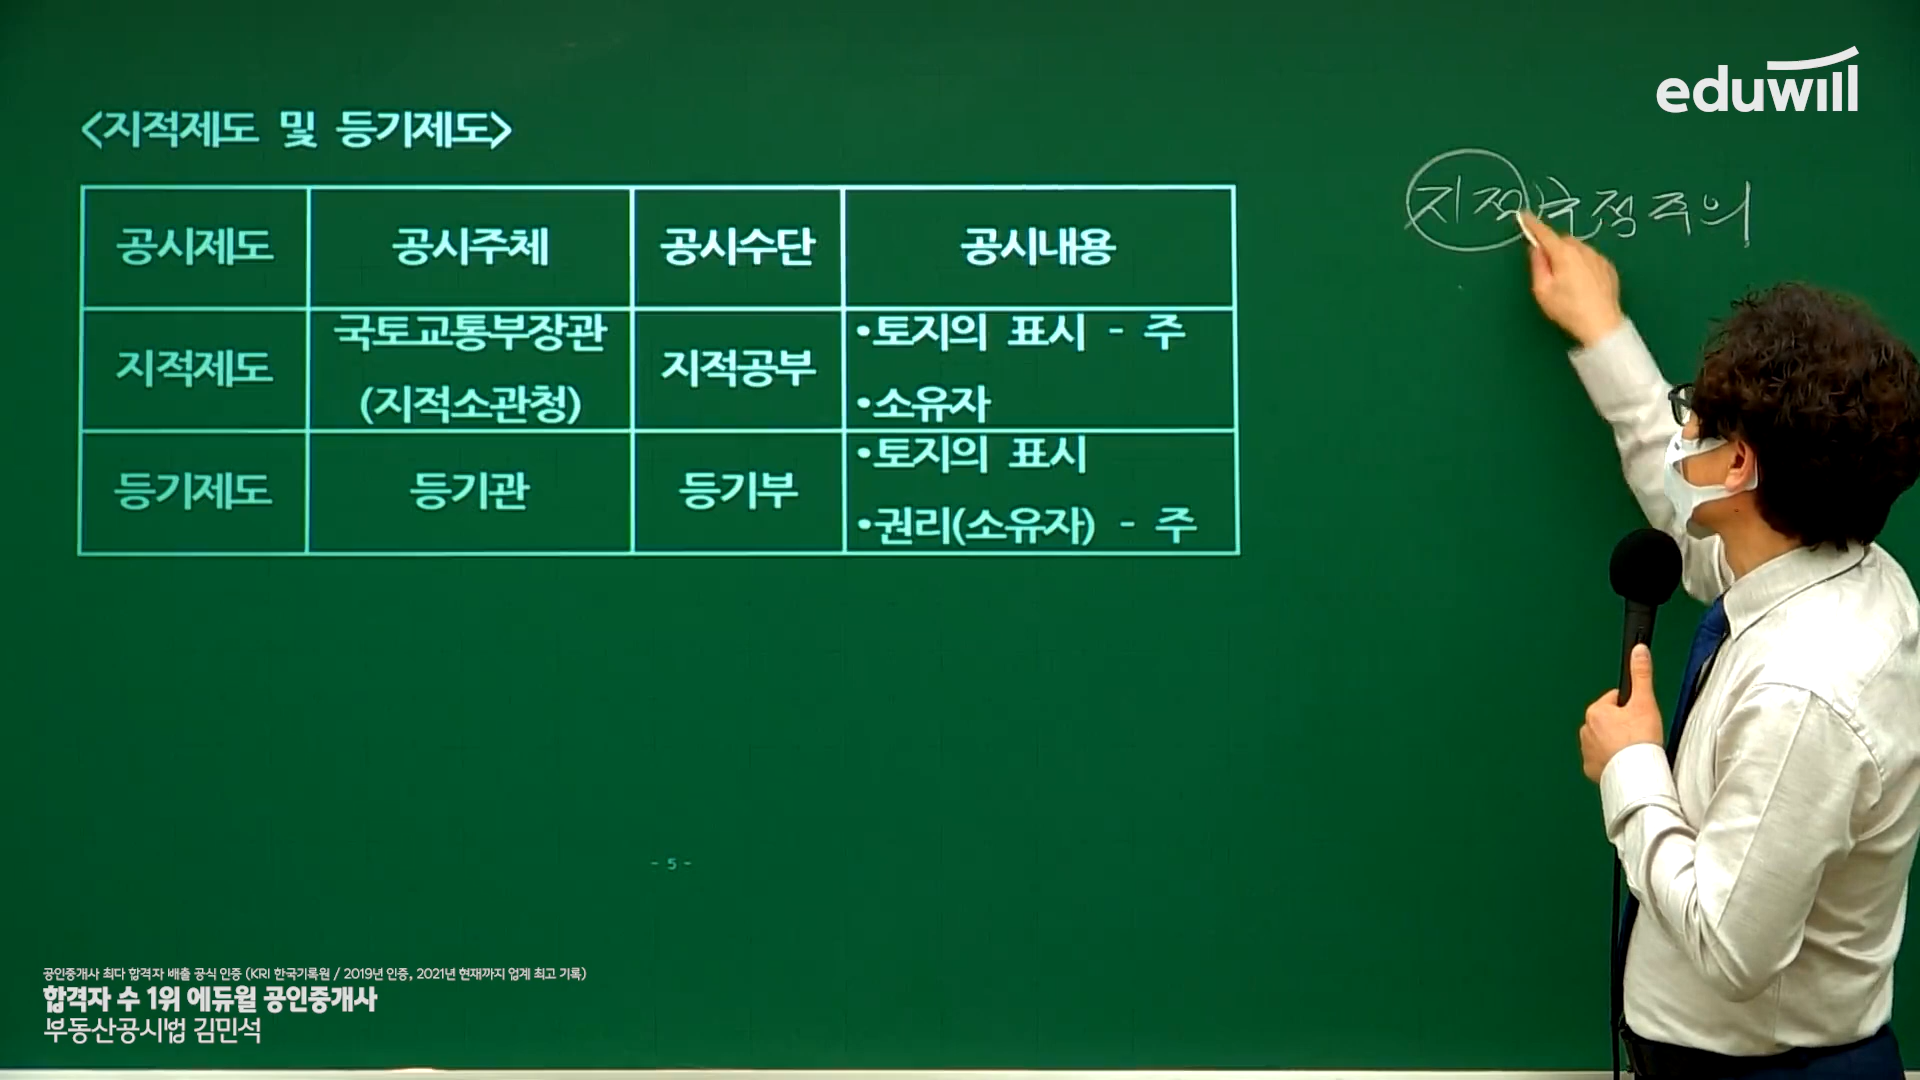 eduwill
<지적제도 및 등기제도>
지적국정주의
공시제도 공시주체 공시수단 공시내용
지적제도 국토교통부장관 (지적소관청) 지적공부 •토지의 표시 - 주
•소유자
등기제도 등기관 등기부 •토지의 표시
•권리(소유자) - 주
- 5 -
공인중개사 최다 합격자 배출 공식 인증 (KRI 한국기록원 / 2019년 인증, 2021년 현재까지 업계 최고 기록)
합격자 수 1위 에듀윌 공인중개사
부동산공시법 김민석